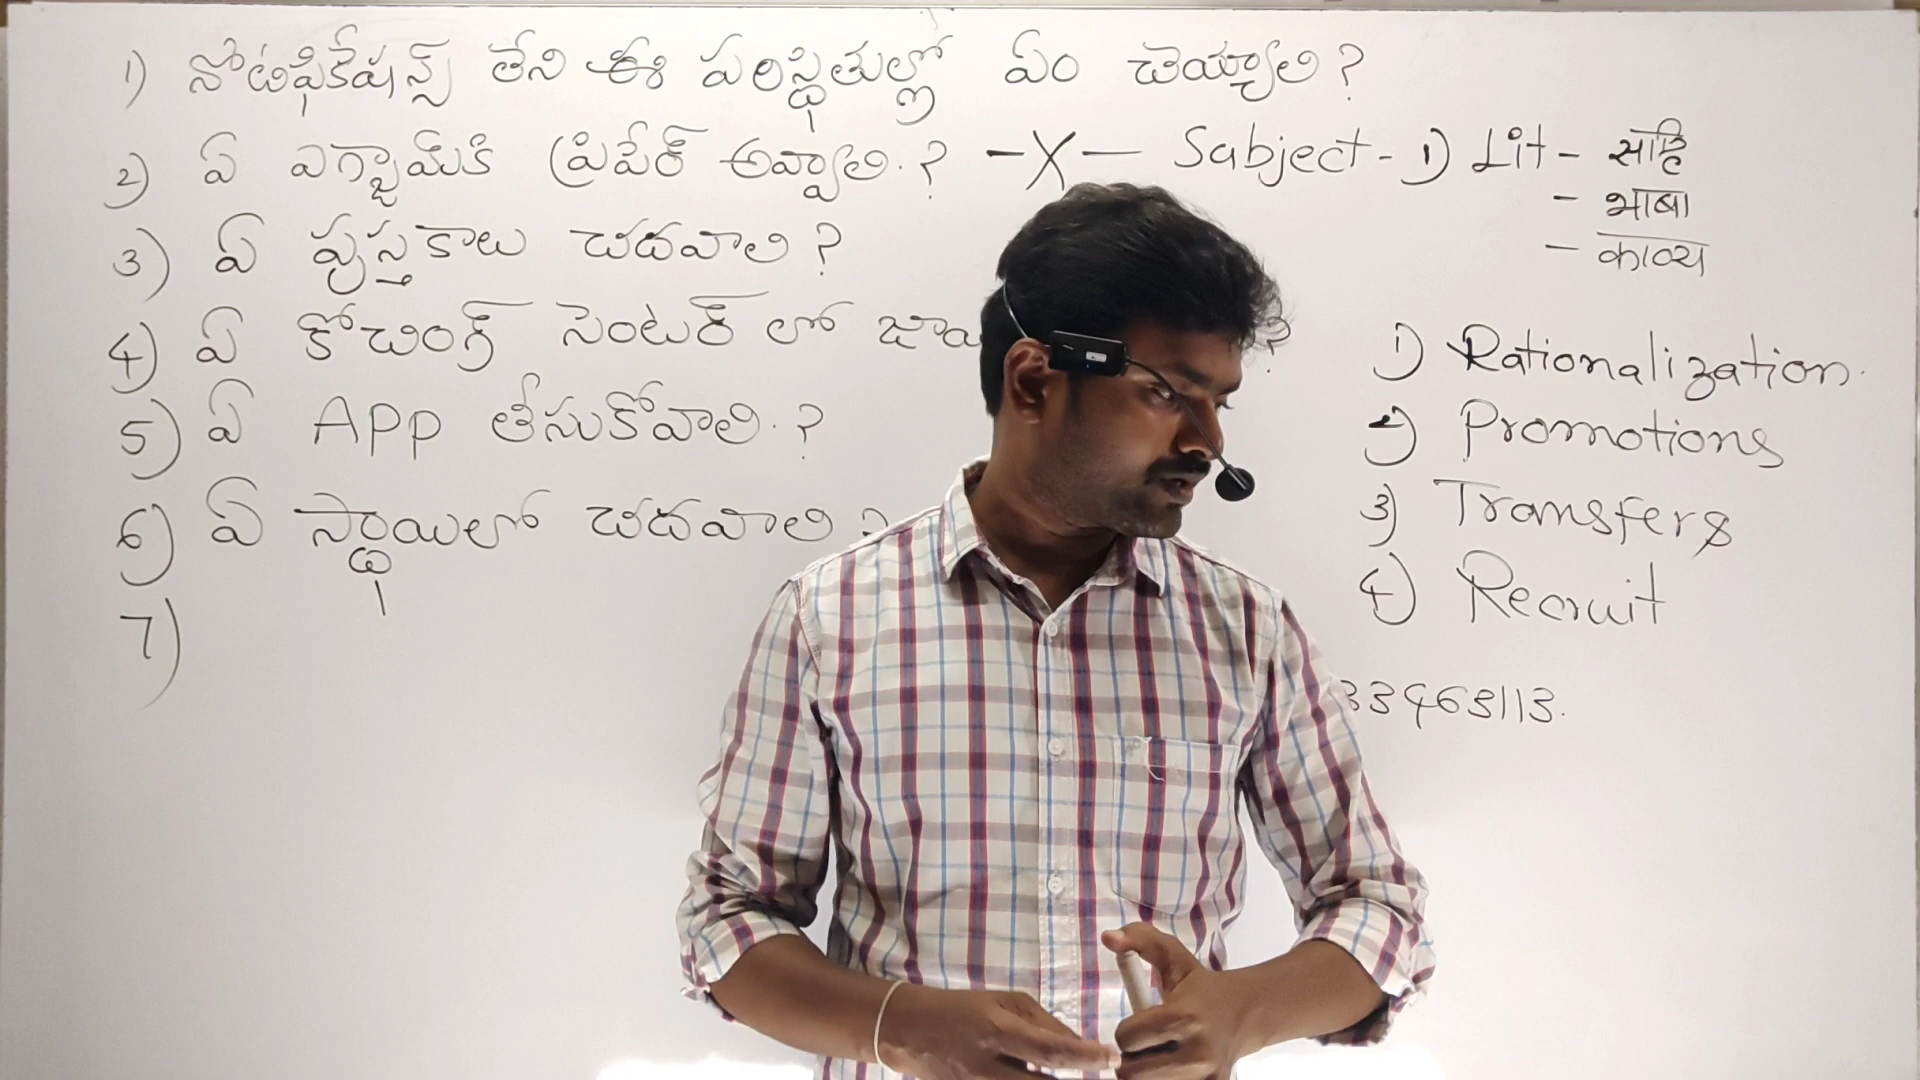 1) నోటిఫికేషన్స్ లేని ఈ పరిస్థితుల్లో ఏం చెయ్యాలి ?
2) ఏ ఎగ్జామ్‌కి ప్రిపేర్ అవ్వాలి. ? -X- Subject - 1) Lit - साहि
- भाषा
- काव्य
3) ఏ పుస్తకాలు చదవాలి ?
4) ఏ కోచింగ్ సెంటర్ లో జాయ ?
5) ఏ App తీసుకోవాలి. ?
6) ఏ స్థాయిలో చదవాలి ?
7)
1) Rationalization.
2) Promotions
3) Transfers
4) Recruit
33463113.